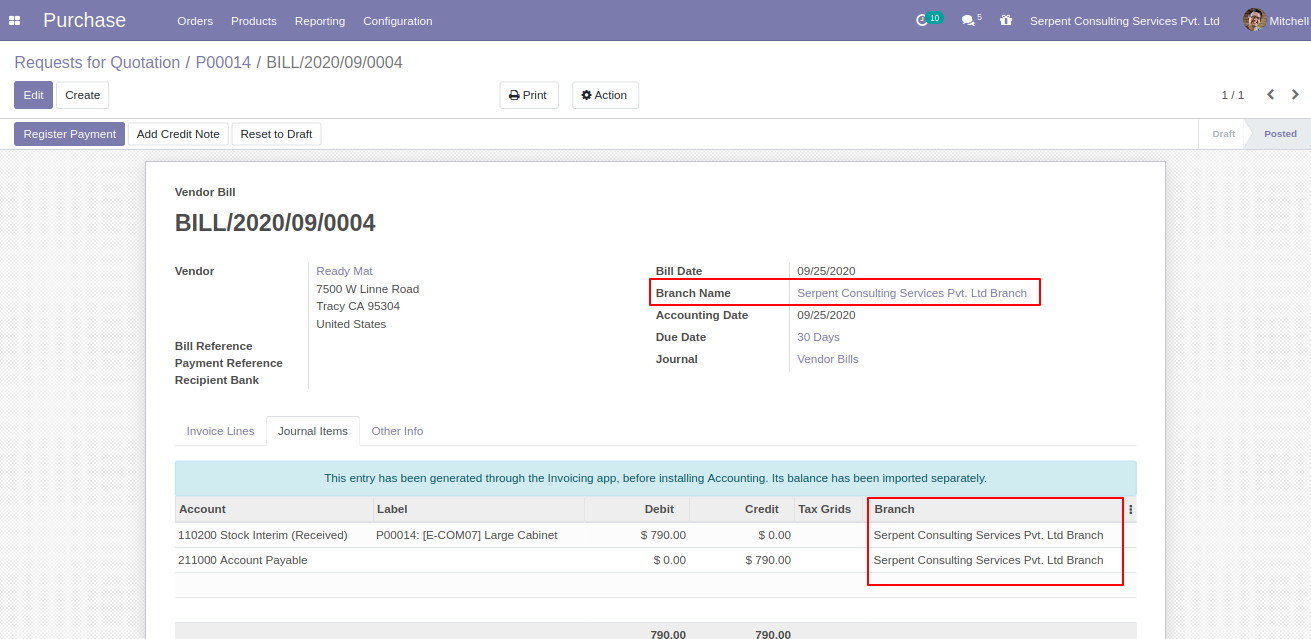 Purchase Orders Products Reporting Configuration 10 5 Serpent Consulting Services Pvt. Ltd Mitchell
Requests for Quotation / P00014 / BILL/2020/09/0004
Edit Create Print Action 1 / 1
Register Payment Add Credit Note Reset to Draft Draft Posted
Vendor Bill
BILL/2020/09/0004
Vendor Ready Mat
7500 W Linne Road
Tracy CA 95304
United States
Bill Reference
Payment Reference
Recipient Bank
Bill Date 09/25/2020
Branch Name Serpent Consulting Services Pvt. Ltd Branch
Accounting Date 09/25/2020
Due Date 30 Days
Journal Vendor Bills
Invoice Lines Journal Items Other Info
This entry has been generated through the Invoicing app, before installing Accounting. Its balance has been imported separately.
Account Label Debit Credit Tax Grids Branch
110200 Stock Interim (Received) P00014: [E-COM07] Large Cabinet $ 790.00 $ 0.00 Serpent Consulting Services Pvt. Ltd Branch
211000 Account Payable $ 0.00 $ 790.00 Serpent Consulting Services Pvt. Ltd Branch
790.00 790.00